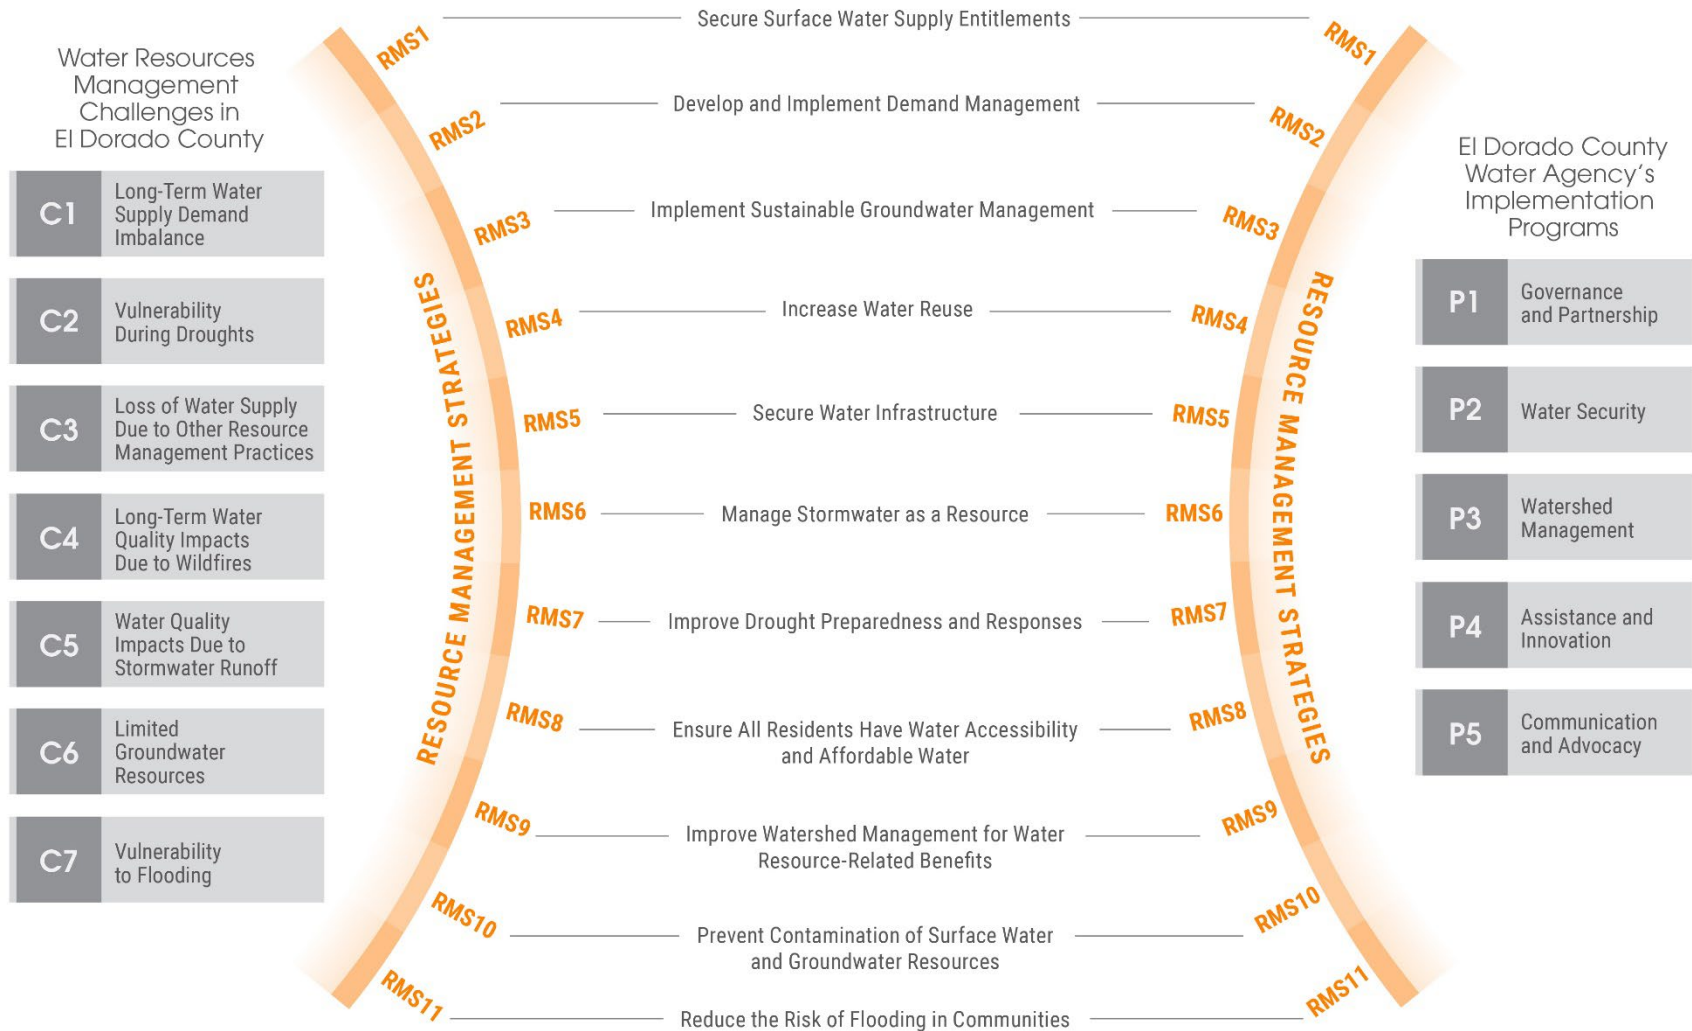 Water Resources
Management
Challenges in
El Dorado County
C1
Long-Term Water
Supply Demand
Imbalance
C2
Vulnerability
During Droughts
C3
Loss of Water Supply
Due to Other Resource
Management Practices
C4
Long-Term Water
Quality Impacts
Due to Wildfires
C5
Water Quality
Impacts Due to
Stormwater Runoff
C6
Limited
Groundwater
Resources
C7
Vulnerability
to Flooding
RESOURCE MANAGEMENT STRATEGIES
RMS1 Secure Surface Water Supply Entitlements RMS1
RMS2 Develop and Implement Demand Management RMS2
RMS3 Implement Sustainable Groundwater Management RMS3
RMS4 Increase Water Reuse RMS4
RMS5 Secure Water Infrastructure RMS5
RMS6 Manage Stormwater as a Resource RMS6
RMS7 Improve Drought Preparedness and Responses RMS7
RMS8 Ensure All Residents Have Water Accessibility RMS8
and Affordable Water
RMS9 Improve Watershed Management for Water RMS9
Resource-Related Benefits
RMS10 Prevent Contamination of Surface Water RMS10
and Groundwater Resources
RMS11 Reduce the Risk of Flooding in Communities RMS11
RESOURCE MANAGEMENT STRATEGIES
El Dorado County
Water Agency's
Implementation
Programs
P1
Governance
and Partnership
P2
Water Security
P3
Watershed
Management
P4
Assistance and
Innovation
P5
Communication
and Advocacy